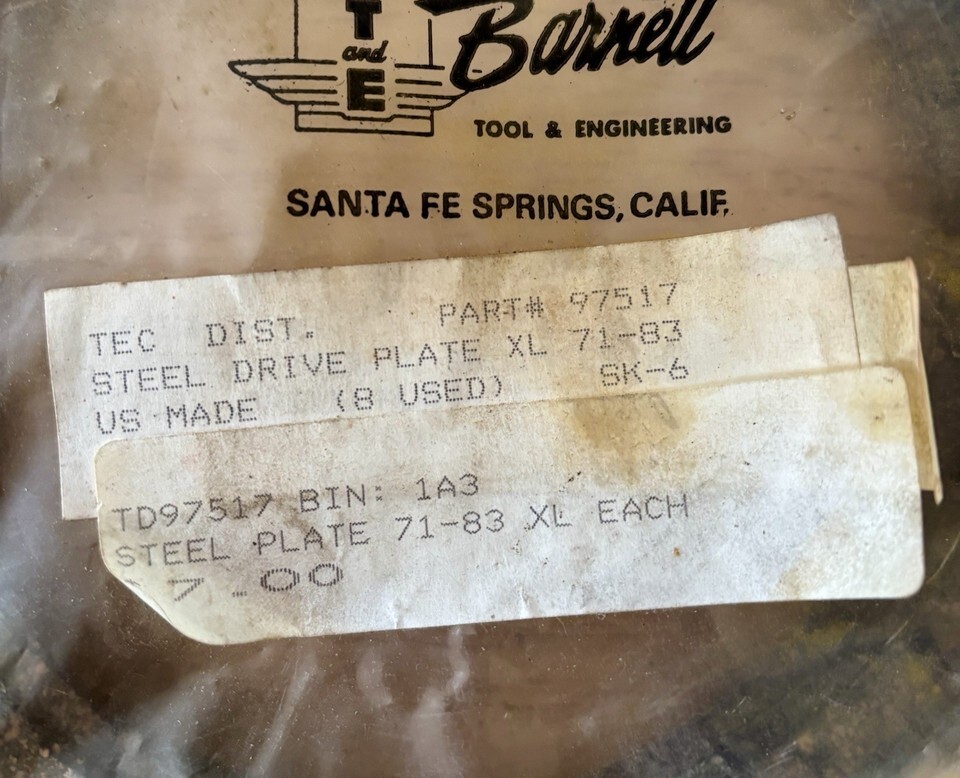 T
and
E
Barnett
TOOL & ENGINEERING
SANTA FE SPRINGS, CALIF.
TEC DIST. PART# 97517
STEEL DRIVE PLATE XL 71-83
US MADE (8 USED) SK-6
TD97517 BIN: 1A3
STEEL PLATE 71-83 XL EACH
7.00